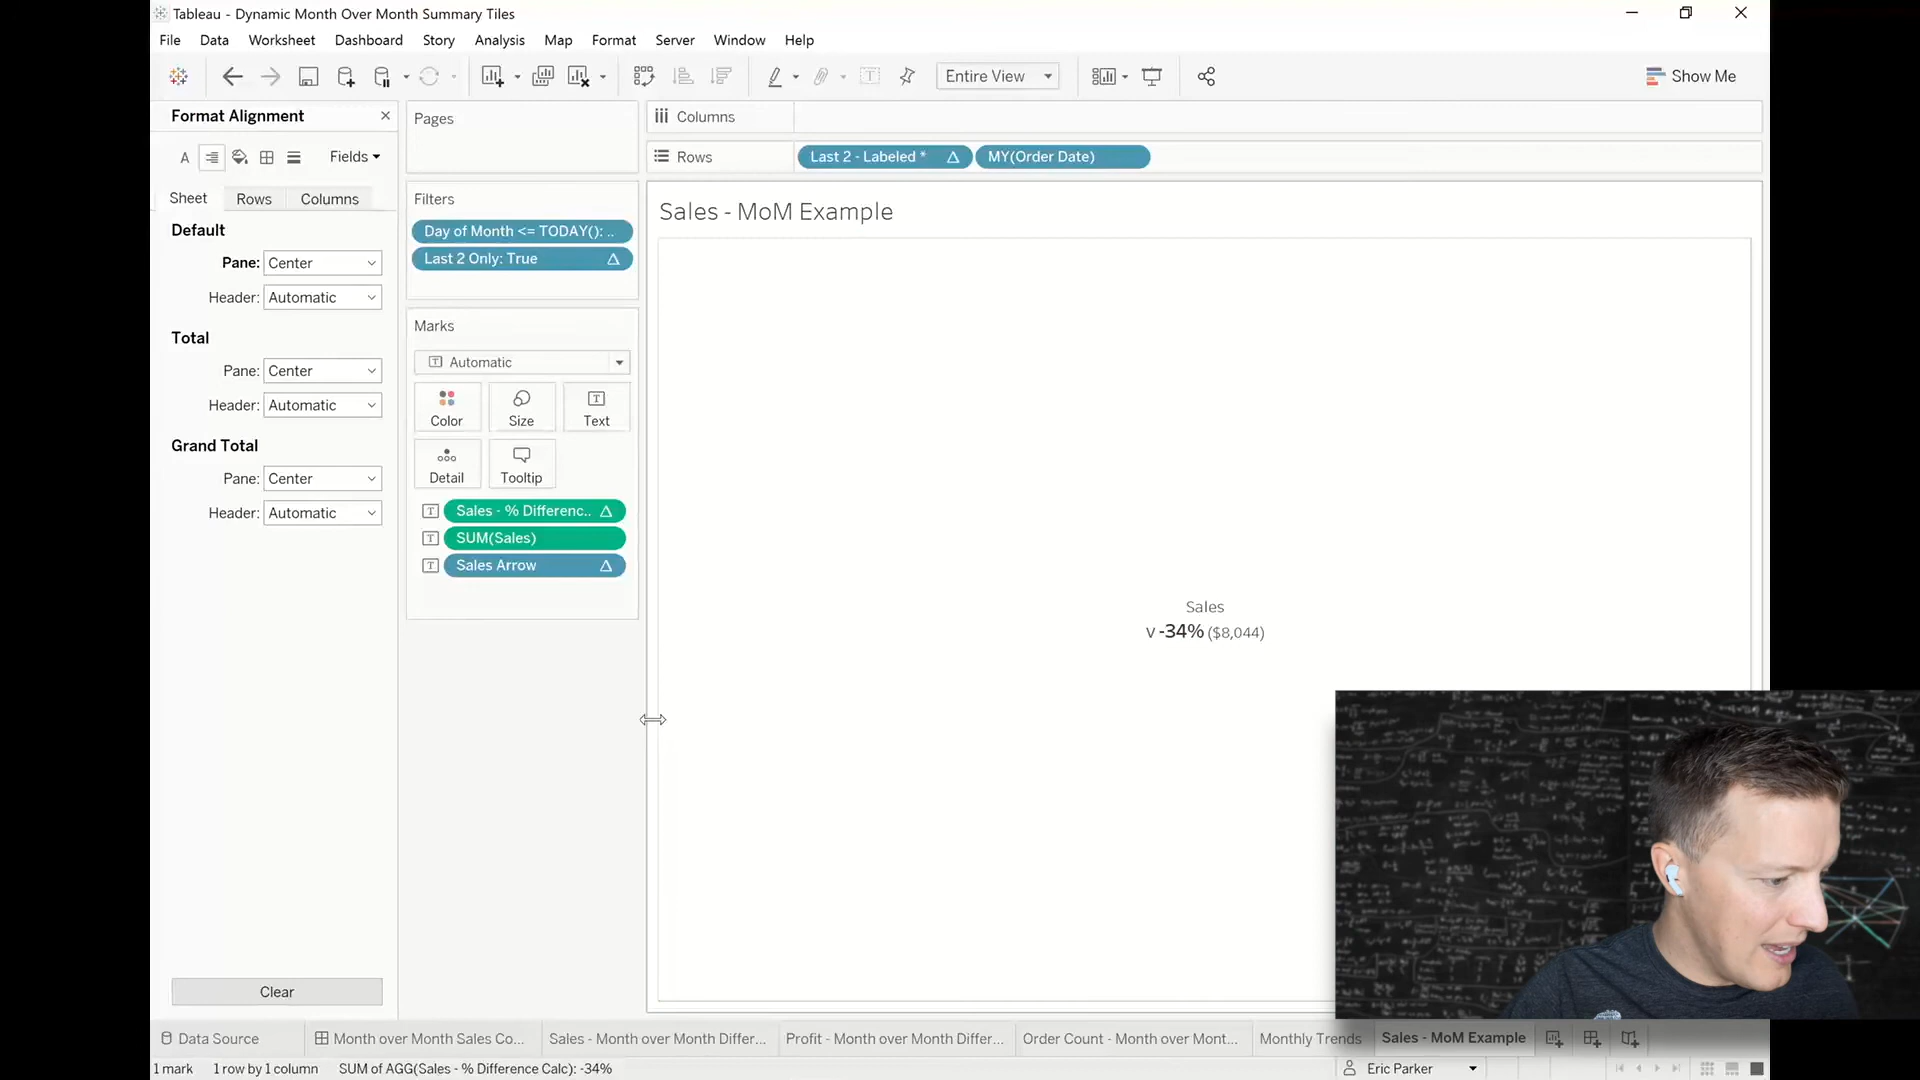 Tableau - Dynamic Month Over Month Summary Tiles
File Data Worksheet Dashboard Story Analysis Map Format Server Window Help
Entire View
Show Me
Format Alignment
Fields
Sheet Rows Columns
Default
Pane: Center
Header: Automatic
Total
Pane: Center
Header: Automatic
Grand Total
Pane: Center
Header: Automatic
Clear
Pages
Filters
Day of Month <= TODAY(): ..
Last 2 Only: True
Marks
Automatic
Color Size Text
Detail Tooltip
Sales - % Differenc..
SUM(Sales)
Sales Arrow
Columns
Rows Last 2 - Labeled * MY(Order Date)
Sales - MoM Example
Sales
v -34% ($8,044)
Data Source Month over Month Sales Co... Sales - Month over Month Differ... Profit - Month over Month Differ... Order Count - Month over Mont... Monthly Trends Sales - MoM Example
1 mark 1 row by 1 column SUM of AGG(Sales - % Difference Calc): -34% Eric Parker